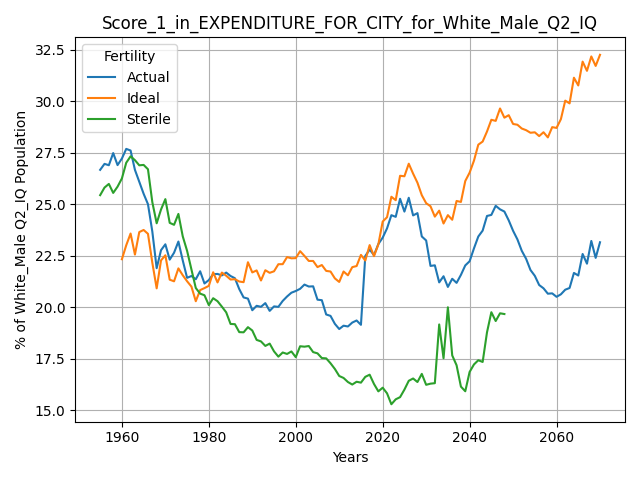 Score_1_in_EXPENDITURE_FOR_CITY_for_White_Male_Q2_IQ
Fertility
Actual
Ideal
Sterile
% of White_Male Q2_IQ Population
32.5
30.0
27.5
25.0
22.5
20.0
17.5
15.0
1960 1980 2000 2020 2040 2060
Years